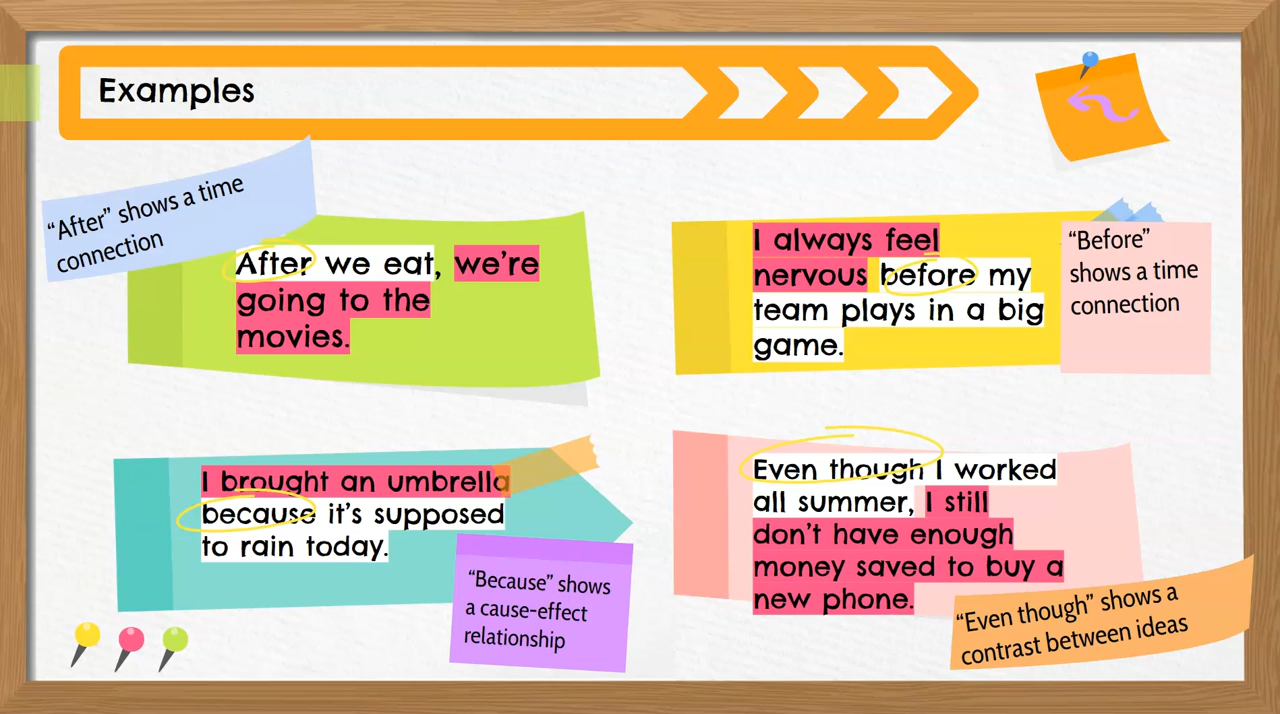 Examples
“After” shows a time
connection
After we eat, we’re
going to the
movies.
I always feel
nervous before my
team plays in a big
game.
“Before”
shows a time
connection
I brought an umbrella
because it’s supposed
to rain today.
“Because” shows
a cause-effect
relationship
Even though I worked
all summer, I still
don’t have enough
money saved to buy a
new phone.
“Even though” shows a
contrast between ideas